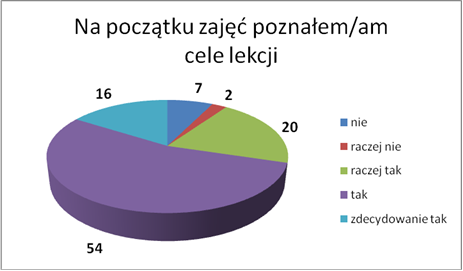 Na początku zajęć poznałem/am
cele lekcji
7
2
16
20
54
nie
raczej nie
raczej tak
tak
zdecydowanie tak